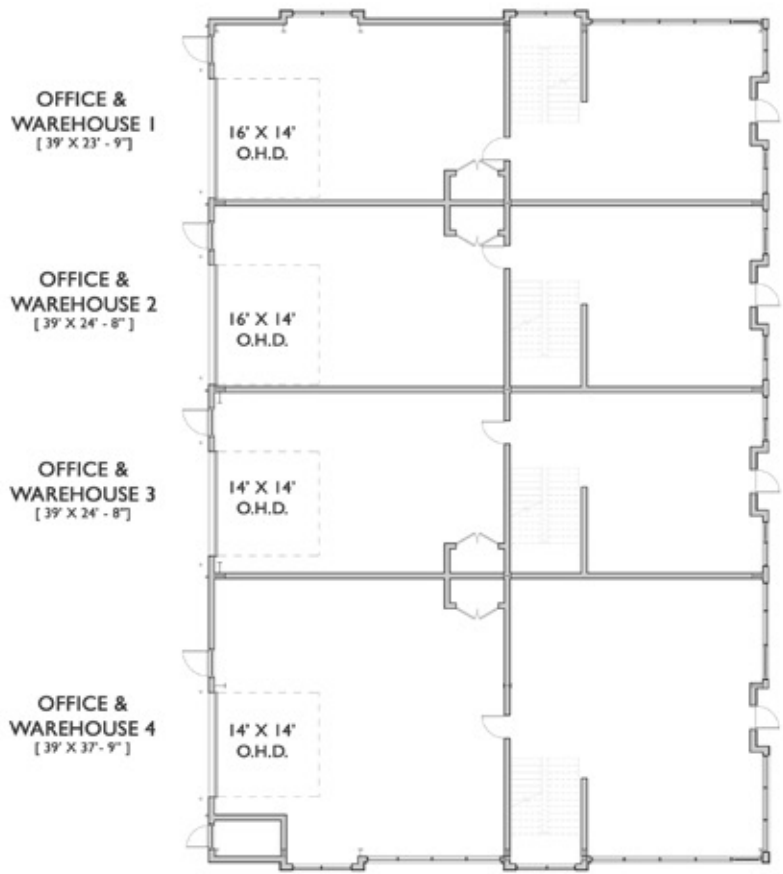 OFFICE &
WAREHOUSE 1
[ 39' X 23' - 9"]
16' X 14'
O.H.D.
OFFICE &
WAREHOUSE 2
[ 39' X 24' - 8" ]
16' X 14'
O.H.D.
OFFICE &
WAREHOUSE 3
[ 39' X 24' - 8"]
14' X 14'
O.H.D.
OFFICE &
WAREHOUSE 4
[ 39' X 37'- 9" ]
14' X 14'
O.H.D.